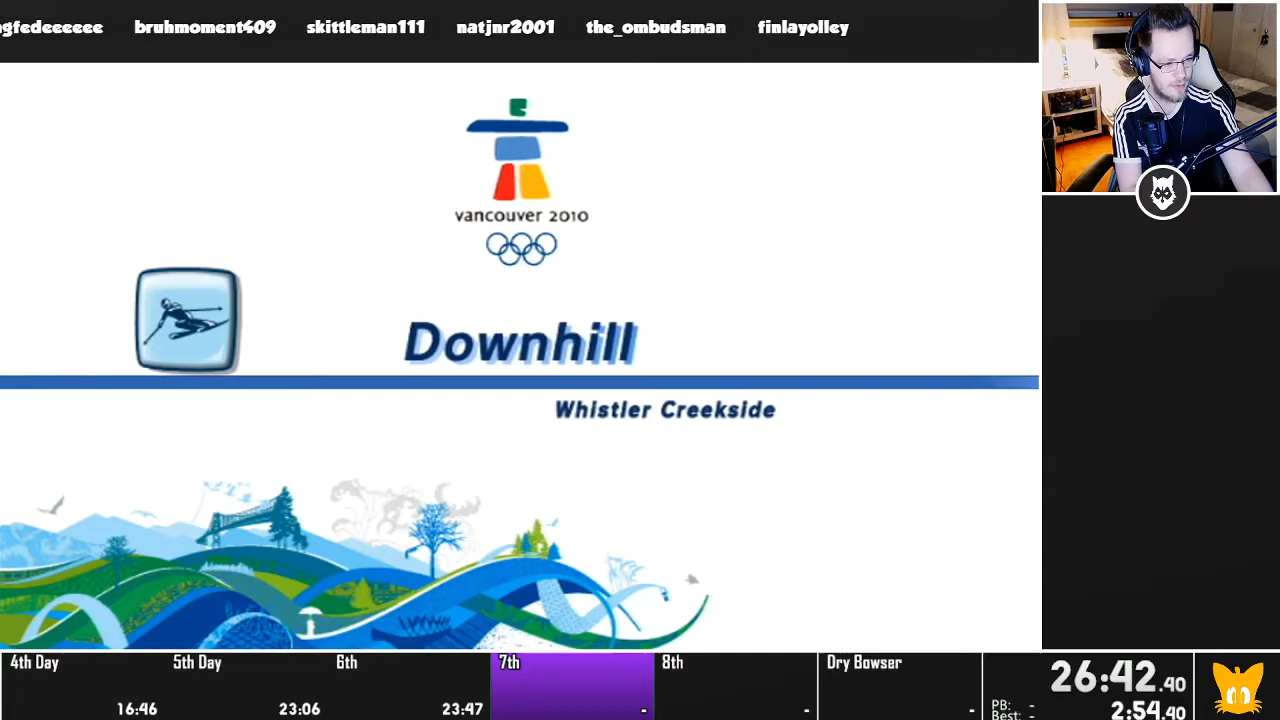 gfedeeeeee bruhmoment409 skittleman111 natjnr2001 the_ombudsman finlayolley
vancouver 2010
Downhill
Whistler Creekside
4th Day 5th Day 6th 7th 8th Dry Bowser
16:46 23:06 23:47 - - -
26:42.40
PB: -
Best: - 2:54.40